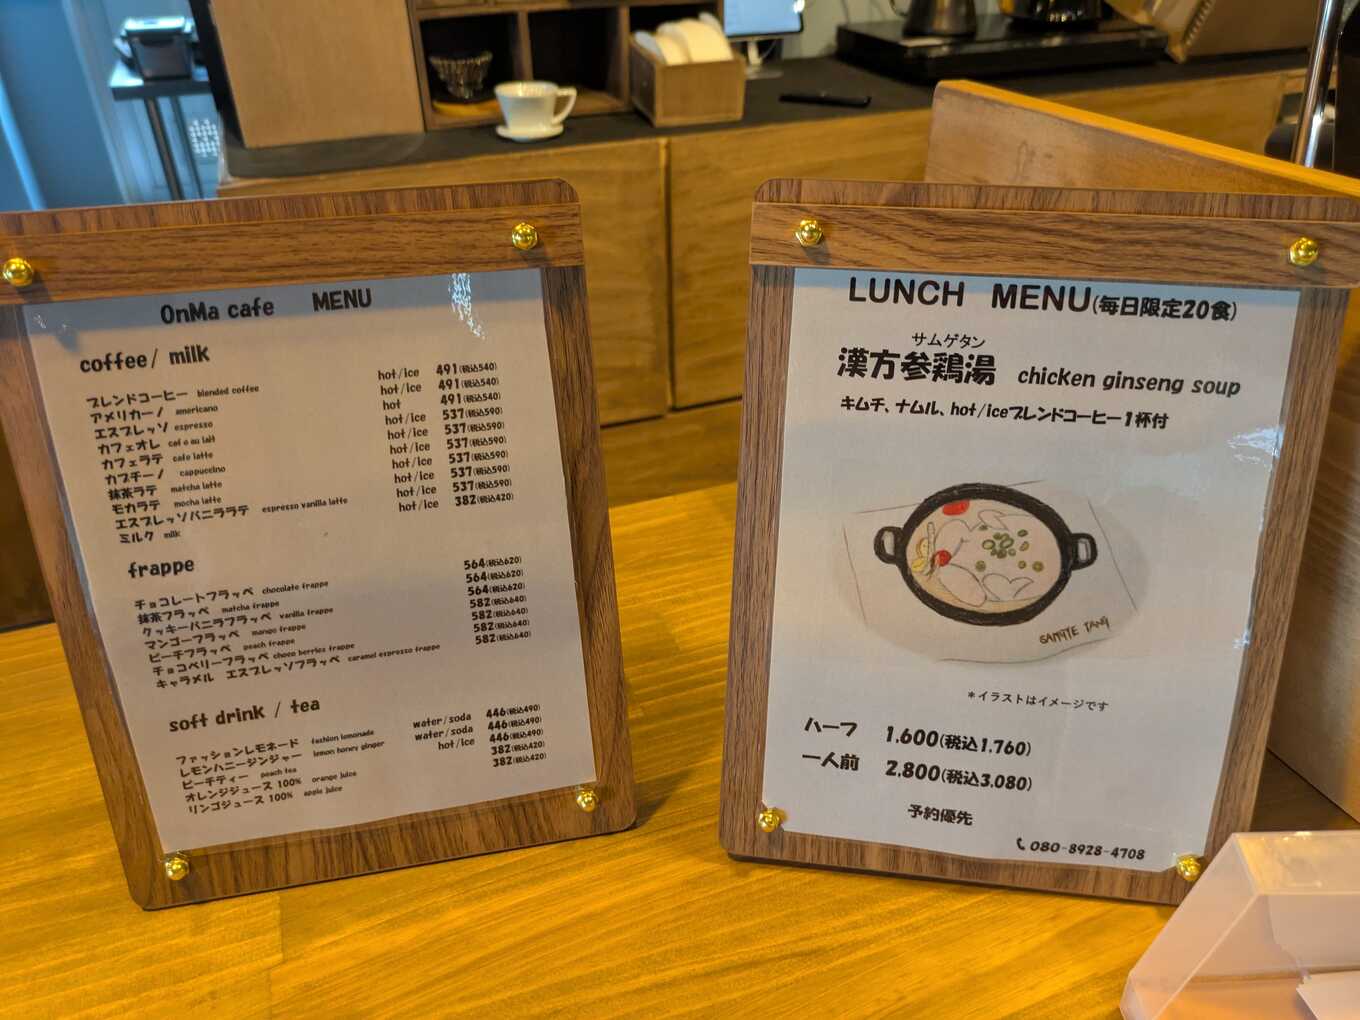 OnMa cafe MENU
coffee/ milk
ブレンドコーヒー blended coffee hot/ice 491(税込540)
アメリカーノ americano hot/ice 491(税込540)
エスプレッソ espresso hot 491(税込540)
カフェオレ caf e au lait hot/ice 537(税込590)
カフェラテ cafe latte hot/ice 537(税込590)
カプチーノ cappuccino hot/ice 537(税込590)
抹茶ラテ matcha latte hot/ice 537(税込590)
モカラテ mocha latte hot/ice 537(税込590)
エスプレッソバニララテ espresso vanilla latte hot/ice 537(税込590)
ミルク milk hot/ice 382(税込420)
frappe
チョコレートフラッペ chocolate frappe 564(税込620)
抹茶フラッペ matcha frappe 564(税込620)
クッキーバニラフラッペ vanilla frappe 564(税込620)
マンゴーフラッペ mango frappe 582(税込640)
ピーチフラッペ peach frappe 582(税込640)
チョコベリーフラッペ choco berries frappe 582(税込640)
キャラメル エスプレッソフラッペ caramel espresso frappe 582(税込640)
soft drink / tea
ファッションレモネード fashion lemonade water/soda 446(税込490)
レモンハニージンジャー lemon honey ginger water/soda 446(税込490)
ピーチティー peach tea hot/ice 446(税込490)
オレンジジュース 100% orange juice 382(税込420)
リンゴジュース 100% apple juice 382(税込420)
LUNCH MENU(毎日限定20食)
サムゲタン
漢方参鶏湯 chicken ginseng soup
キムチ、ナムル、hot/iceブレンドコーヒー1杯付
SAMGYE TANG
*イラストはイメージです
ハーフ 1,600(税込1,760)
一人前 2,800(税込3,080)
予約優先
080-8928-4708